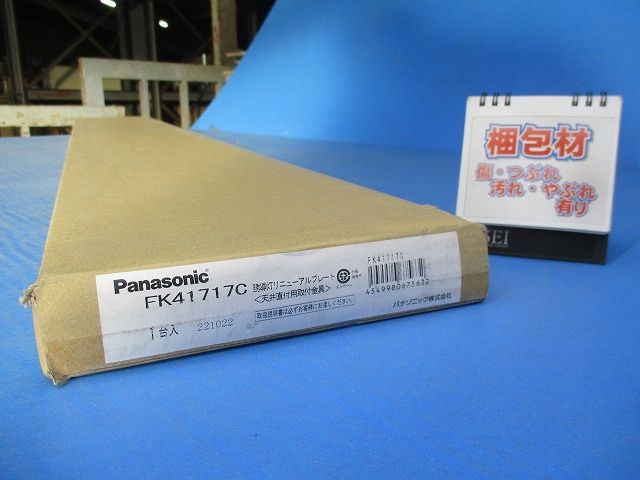 Panasonic
FK41717C
誘導灯リニューアルプレート
<天井直付用取付金具>
1台入
221022
取扱説明書は必ずお客様にお渡しください。
FK41717C
4549980675632
パナソニック株式会社
梱包材
傷・つぶれ
汚れ・やぶれ
有り
SEI